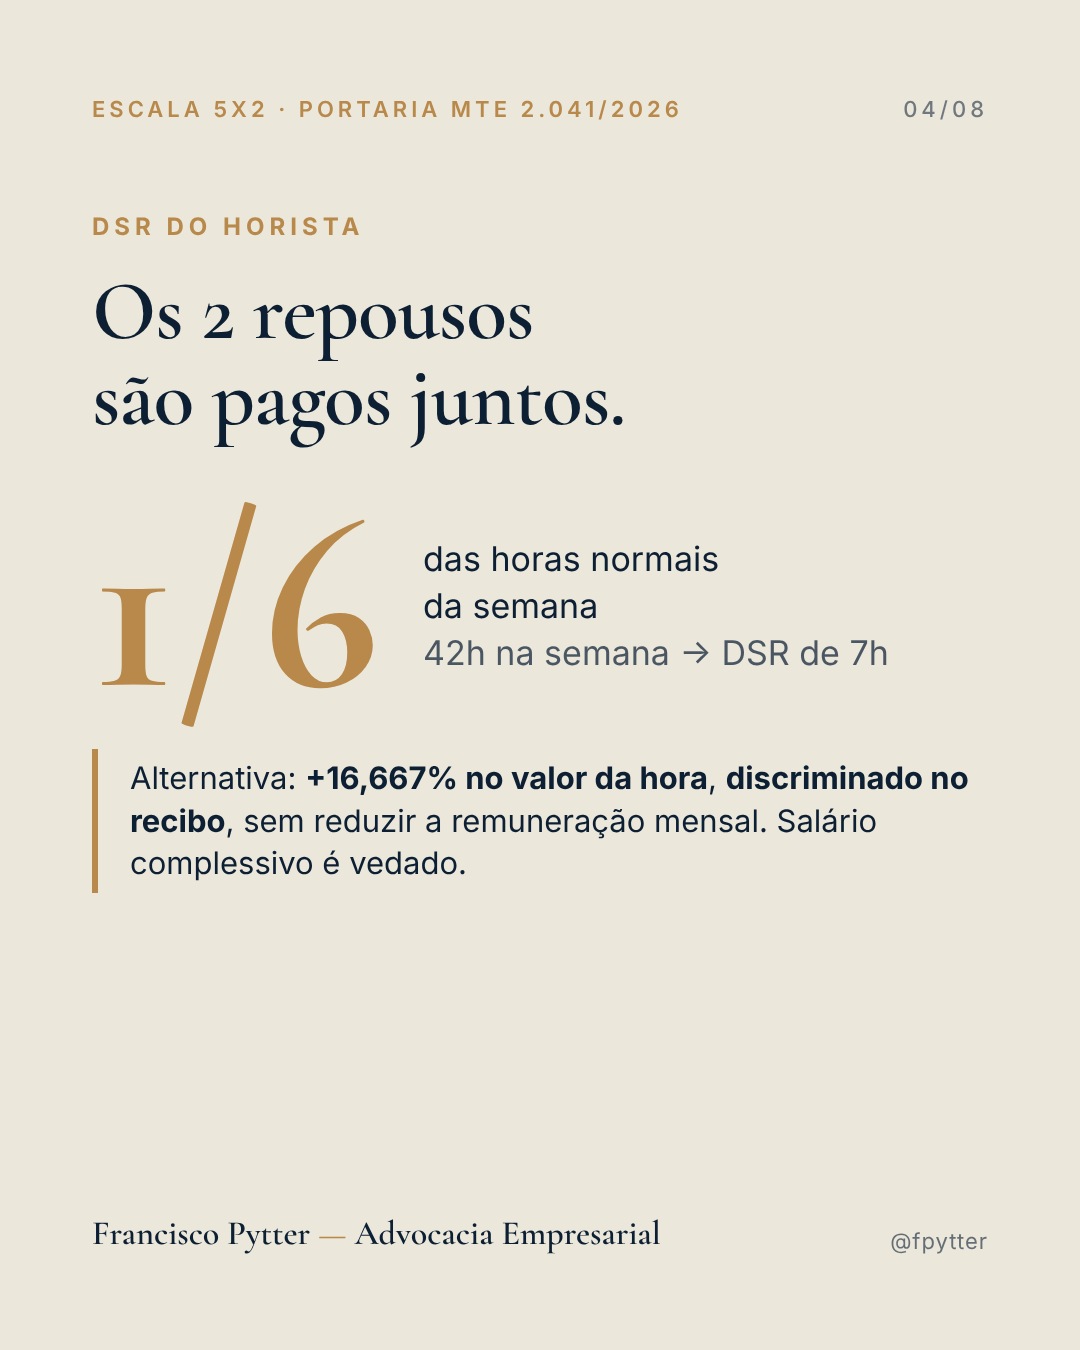 ESCALA 5X2 · PORTARIA MTE 2.041/2026
04/08
DSR DO HORISTA
Os 2 repousos
são pagos juntos.
1/6
das horas normais
da semana
42h na semana → DSR de 7h
Alternativa: +16,667% no valor da hora, discriminado no
recibo, sem reduzir a remuneração mensal. Salário
complessivo é vedado.
Francisco Pytter — Advocacia Empresarial
@fpytter